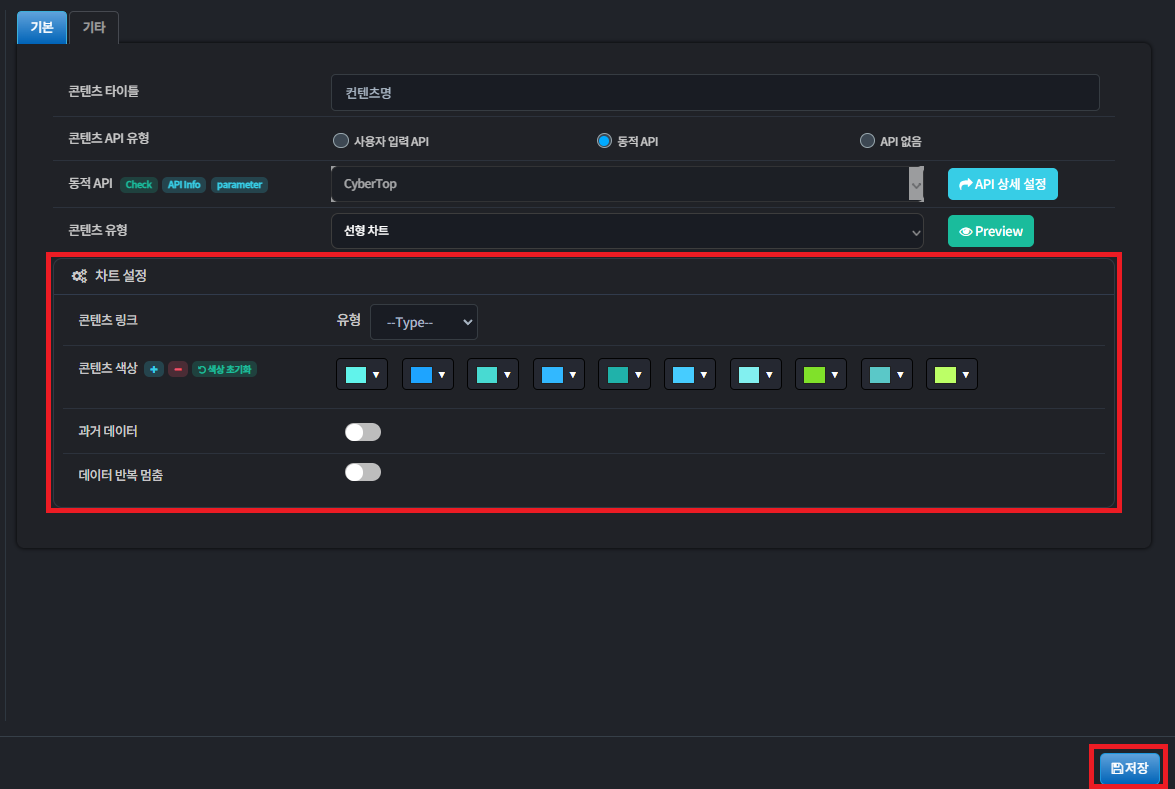 기본 기타
콘텐츠 타이틀 컨텐츠명
콘텐츠 API 유형 사용자 입력 API 동적 API API 없음
동적 API Check API Info parameter CyberTop API 상세 설정
콘텐츠 유형 선형 차트 Preview
차트 설정
콘텐츠 링크 유형 --Type--
콘텐츠 색상 + − 색상 초기화
과거 데이터
데이터 반복 멈춤
저장